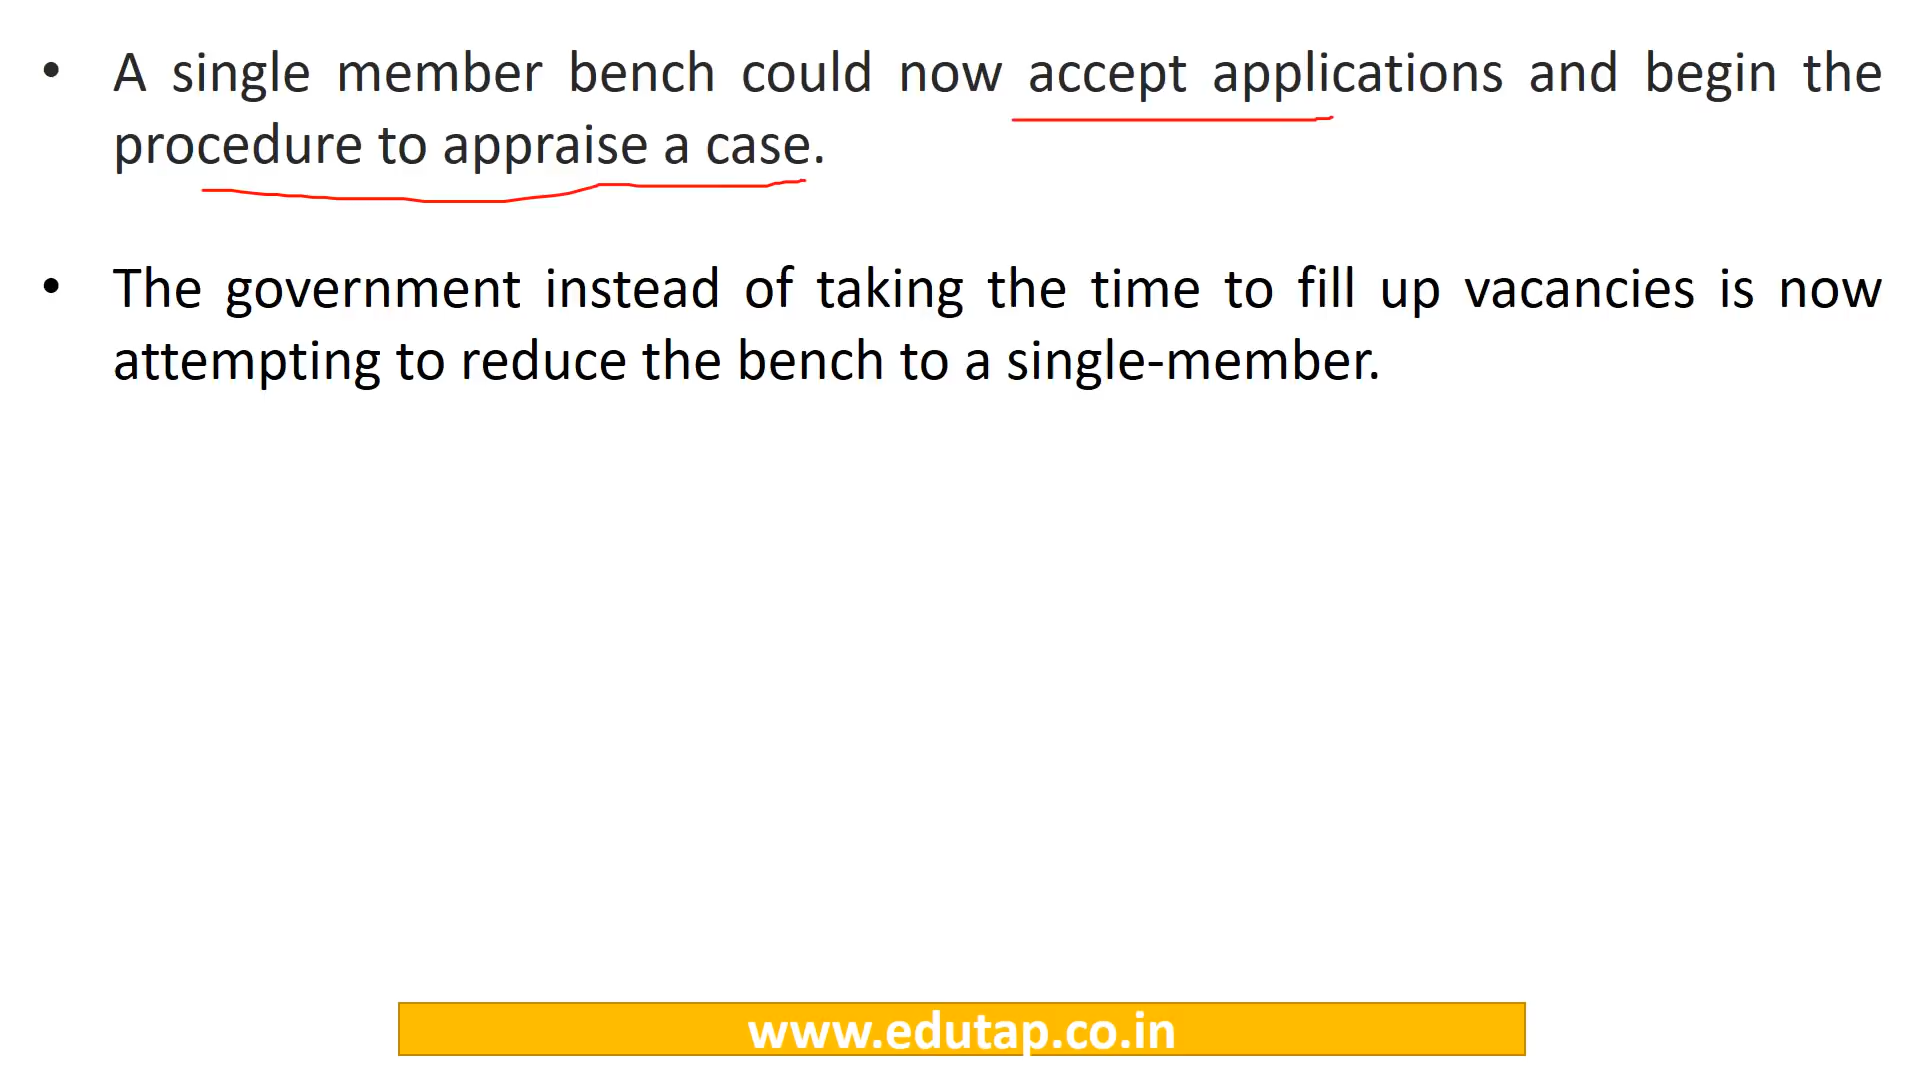 • A single member bench could now accept applications and begin the
procedure to appraise a case.
• The government instead of taking the time to fill up vacancies is now
attempting to reduce the bench to a single-member.
www.edutap.co.in